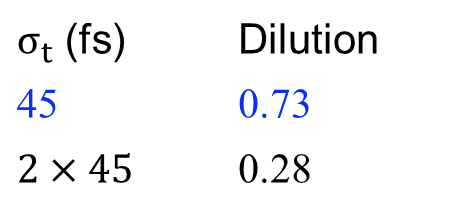 σₜ (fs) Dilution
45 0.73
2 × 45 0.28